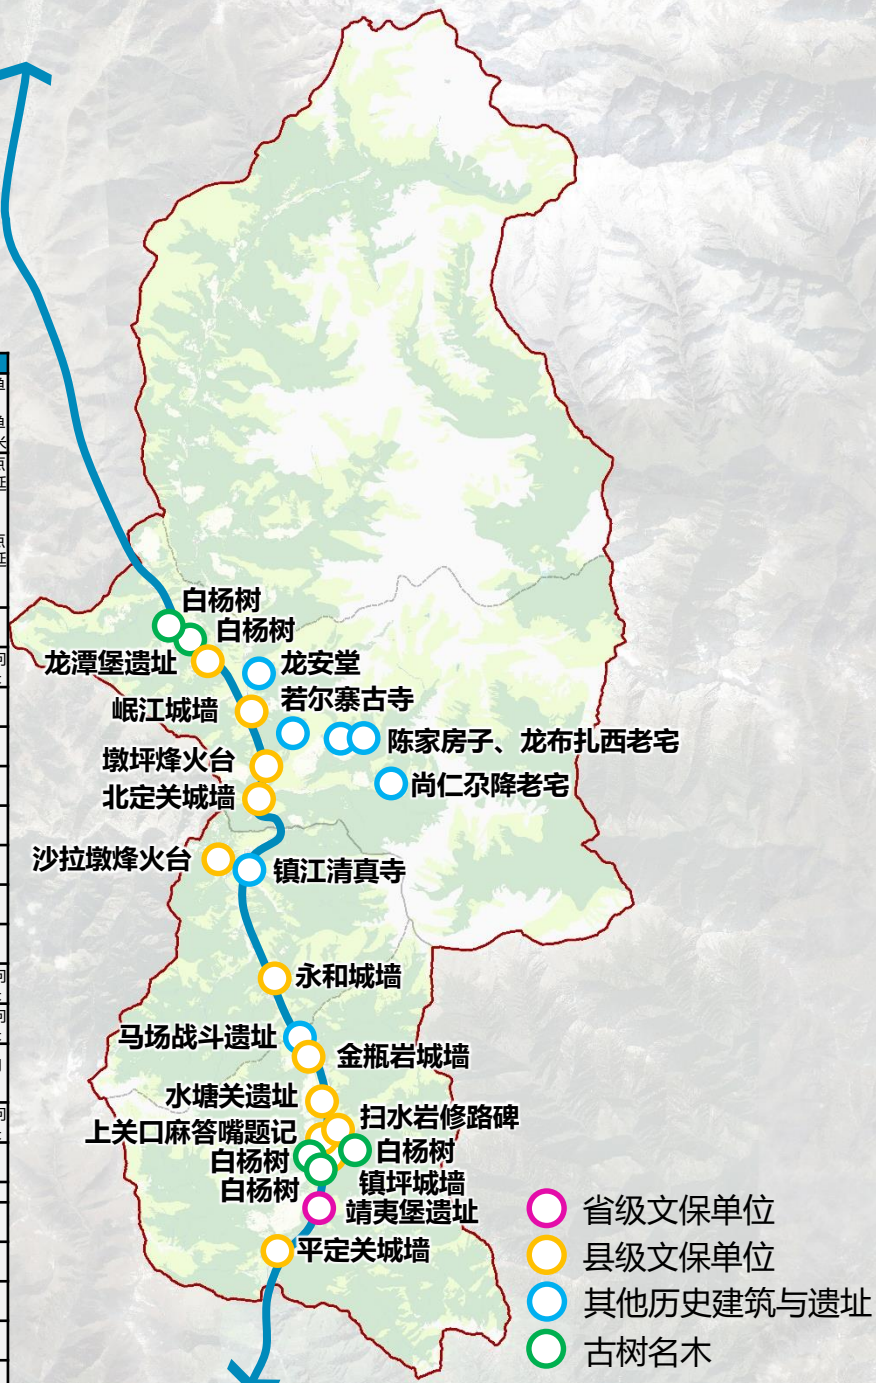 白杨树
白杨树
龙潭堡遗址
龙安堂
若尔寨古寺
岷江城墙
陈家房子、龙布扎西老宅
墩坪烽火台
尚仁尕降老宅
北定关城墙
沙拉墩烽火台
镇江清真寺
永和城墙
马场战斗遗址
金瓶岩城墙
水塘关遗址
扫水岩修路碑
上关口麻答嘴题记
白杨树
白杨树
镇坪城墙
白杨树
靖夷堡遗址
平定关城墙
省级文保单位
县级文保单位
其他历史建筑与遗址
古树名木